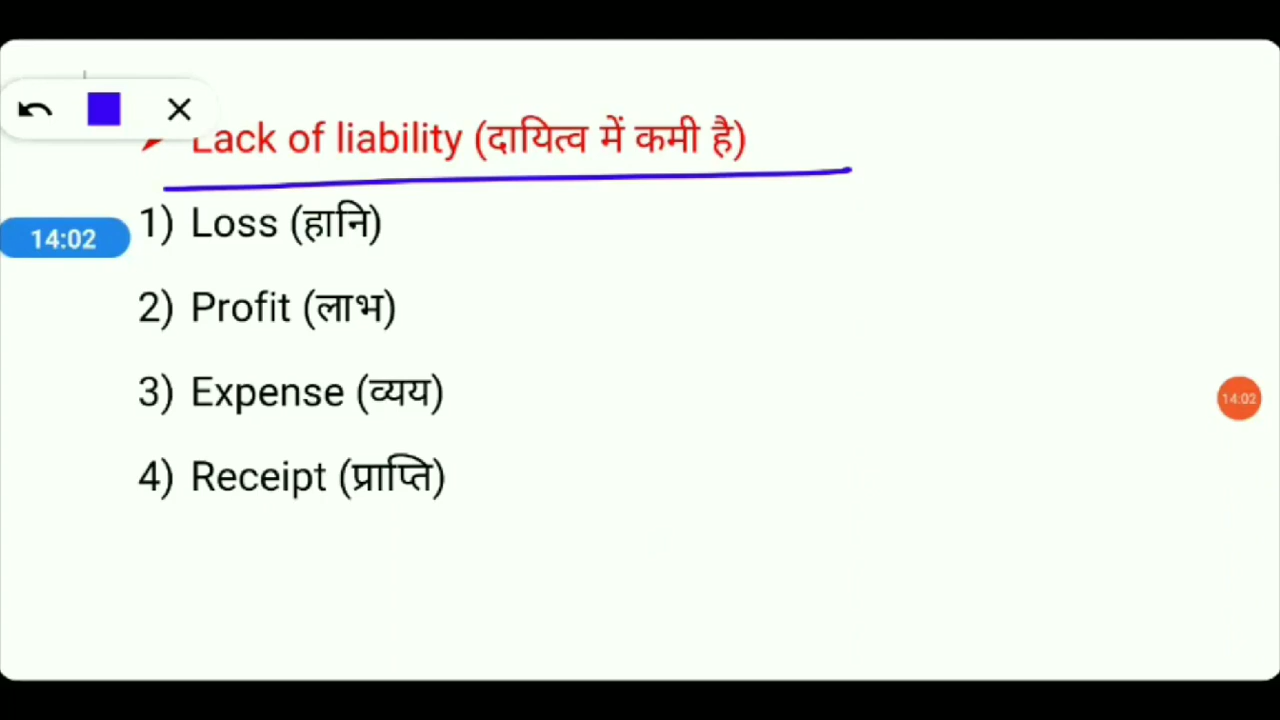 Lack of liability (दायित्व में कमी है)
14:02
1) Loss (हानि)
2) Profit (लाभ)
3) Expense (व्यय)
14:02
4) Receipt (प्राप्ति)